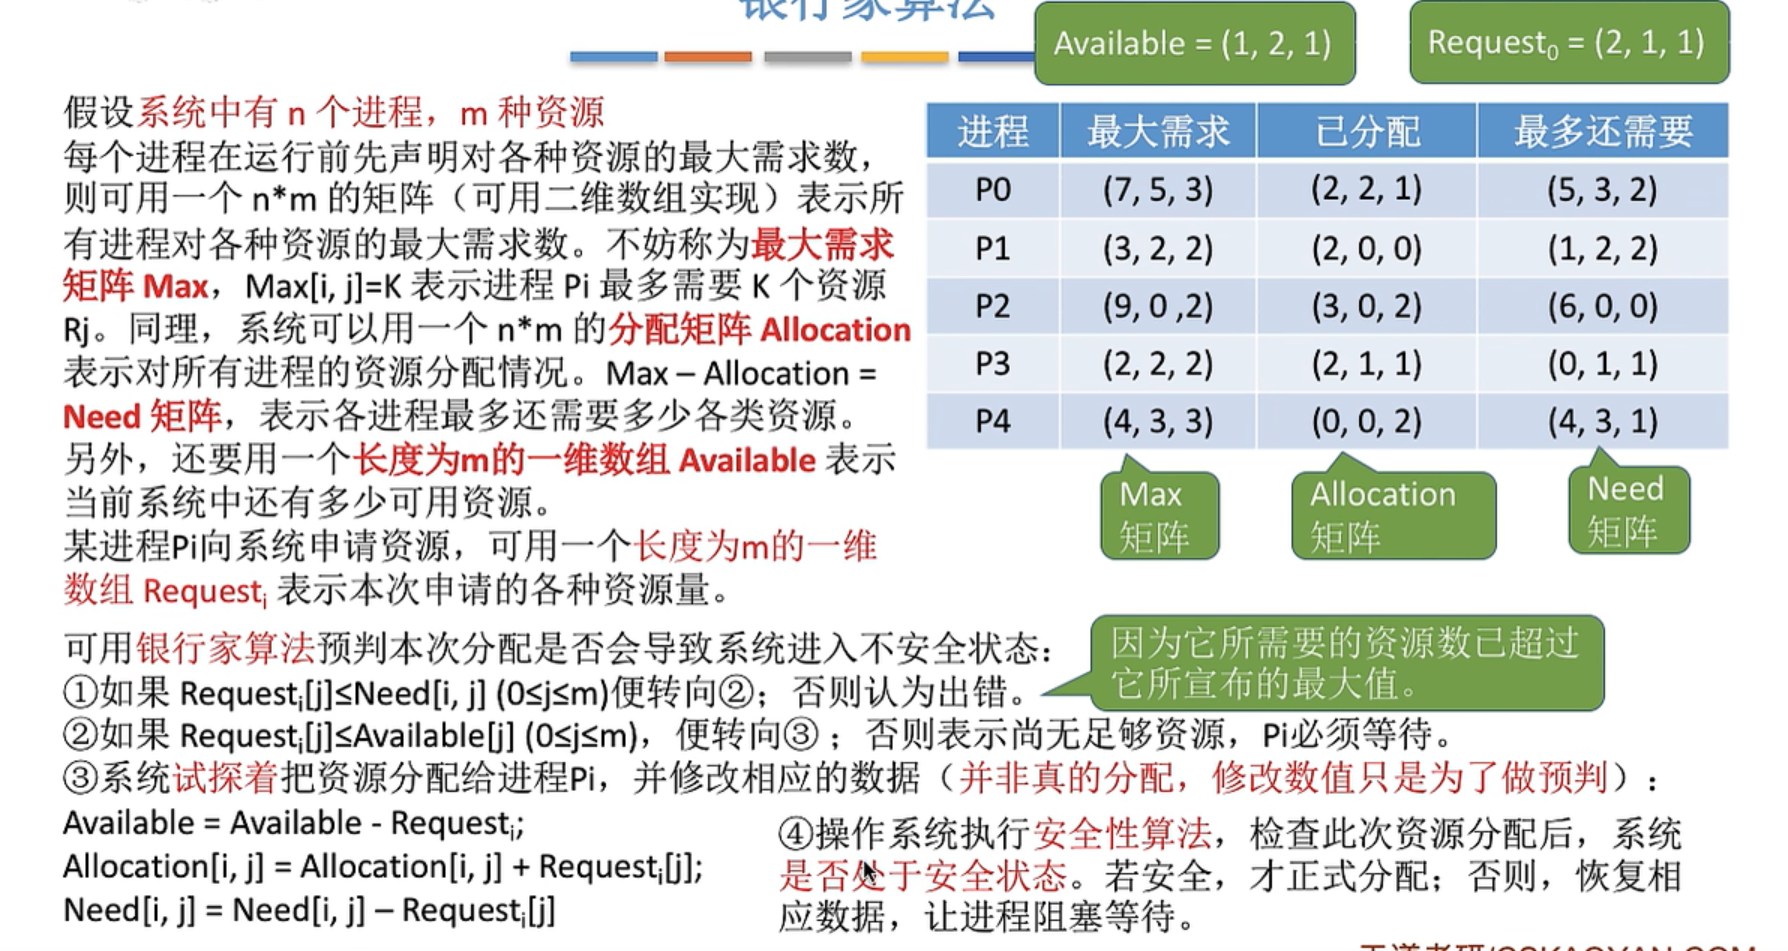 银行家算法
Available = (1, 2, 1)
Request0 = (2, 1, 1)
假设系统中有 n 个进程，m 种资源
每个进程在运行前先声明对各种资源的最大需求数，
则可用一个 n*m 的矩阵（可用二维数组实现）表示所
有进程对各种资源的最大需求数。不妨称为最大需求
矩阵 Max，Max[i, j]=K 表示进程 Pi 最多需要 K 个资源
Rj。同理，系统可以用一个 n*m 的分配矩阵 Allocation
表示对所有进程的资源分配情况。Max – Allocation =
Need 矩阵，表示各进程最多还需要多少各类资源。
另外，还要用一个长度为m的一维数组 Available 表示
当前系统中还有多少可用资源。
某进程Pi向系统申请资源，可用一个长度为m的一维
数组 Requesti 表示本次申请的各种资源量。
进程 最大需求 已分配 最多还需要
P0 (7, 5, 3) (2, 2, 1) (5, 3, 2)
P1 (3, 2, 2) (2, 0, 0) (1, 2, 2)
P2 (9, 0 ,2) (3, 0, 2) (6, 0, 0)
P3 (2, 2, 2) (2, 1, 1) (0, 1, 1)
P4 (4, 3, 3) (0, 0, 2) (4, 3, 1)
Max
矩阵
Allocation
矩阵
Need
矩阵
可用银行家算法预判本次分配是否会导致系统进入不安全状态：
①如果 Requesti[j]≤Need[i, j] (0≤j≤m)便转向②；否则认为出错。
因为它所需要的资源数已超过
它所宣布的最大值。
②如果 Requesti[j]≤Available[j] (0≤j≤m)，便转向③；否则表示尚无足够资源，Pi必须等待。
③系统试探着把资源分配给进程Pi，并修改相应的数据（并非真的分配，修改数值只是为了做预判）：
Available = Available - Requesti;
Allocation[i, j] = Allocation[i, j] + Requesti[j];
Need[i, j] = Need[i, j] – Requesti[j]
④操作系统执行安全性算法，检查此次资源分配后，系统
是否处于安全状态。若安全，才正式分配；否则，恢复相
应数据，让进程阻塞等待。